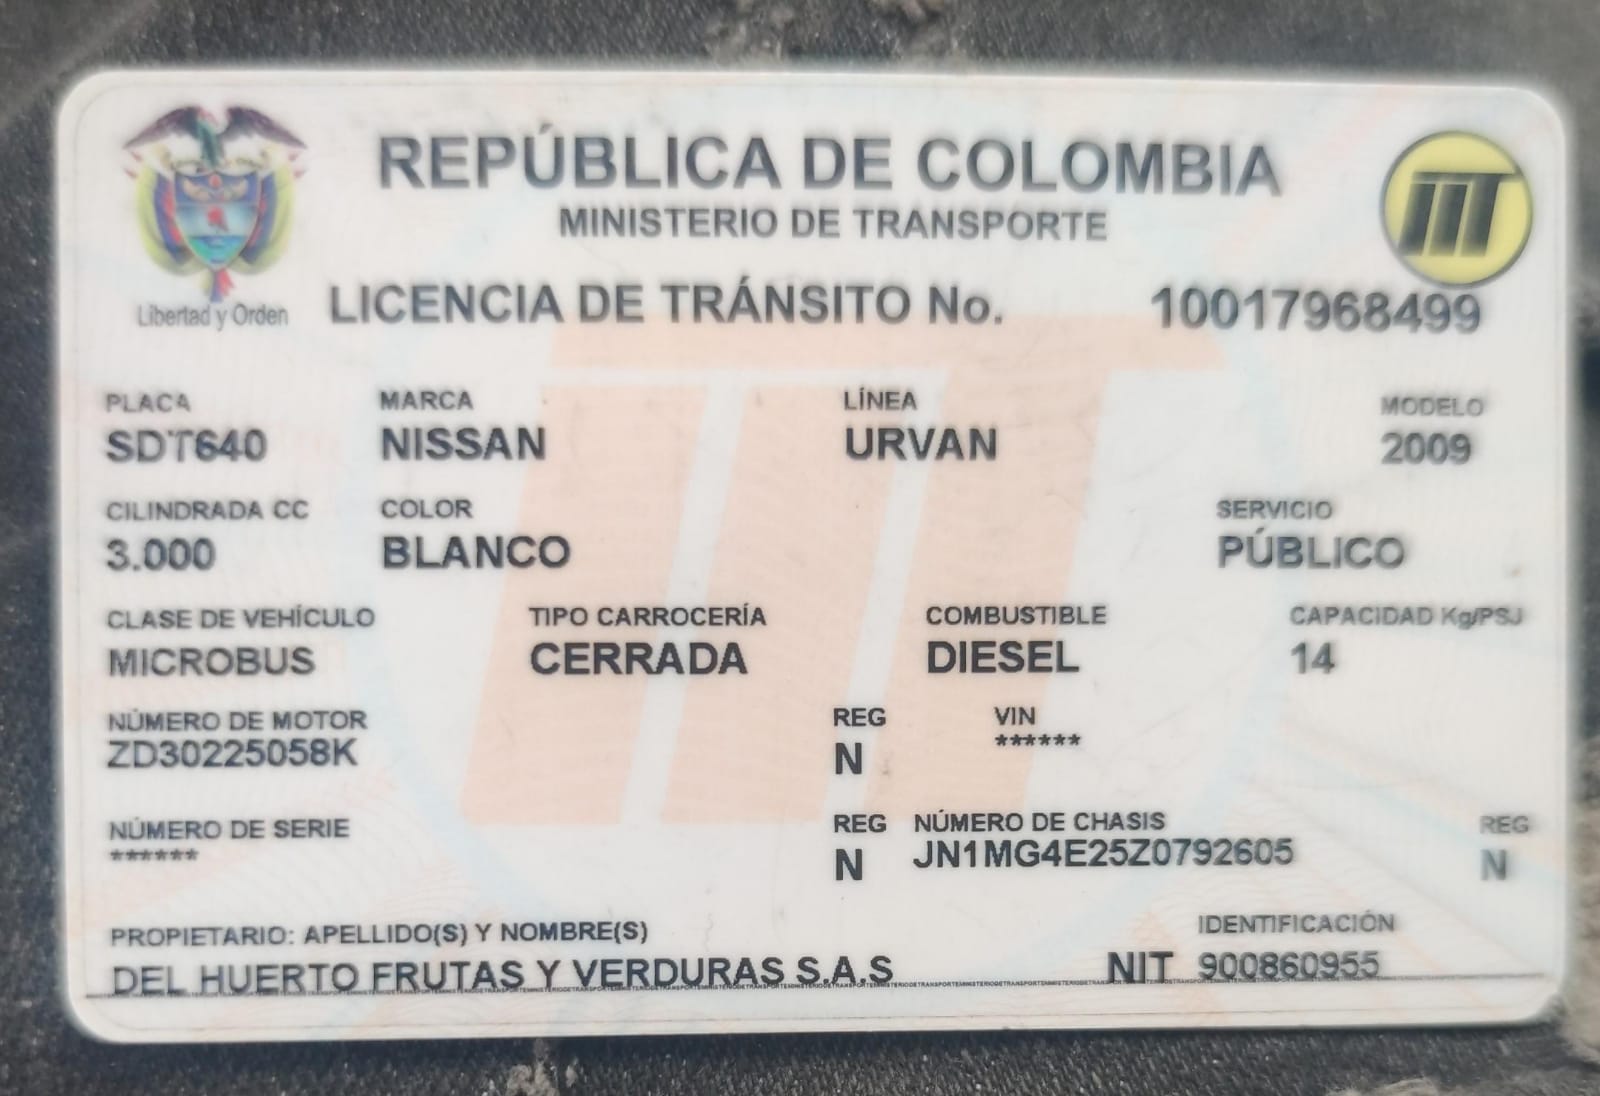 REPÚBLICA DE COLOMBIA
MINISTERIO DE TRANSPORTE
Libertad y Orden
LICENCIA DE TRÁNSITO No. 10017968499
PLACA MARCA LÍNEA MODELO
SDT640 NISSAN URVAN 2009
CILINDRADA CC COLOR SERVICIO
3.000 BLANCO PÚBLICO
CLASE DE VEHÍCULO TIPO CARROCERÍA COMBUSTIBLE CAPACIDAD Kg/PSJ
MICROBUS CERRADA DIESEL 14
NÚMERO DE MOTOR REG VIN
ZD30225058K N ******
NÚMERO DE SERIE REG NÚMERO DE CHASIS REG
****** N JN1MG4E25Z0792605 N
PROPIETARIO: APELLIDO(S) Y NOMBRE(S) IDENTIFICACIÓN
DEL HUERTO FRUTAS Y VERDURAS S.A.S NIT 900860955